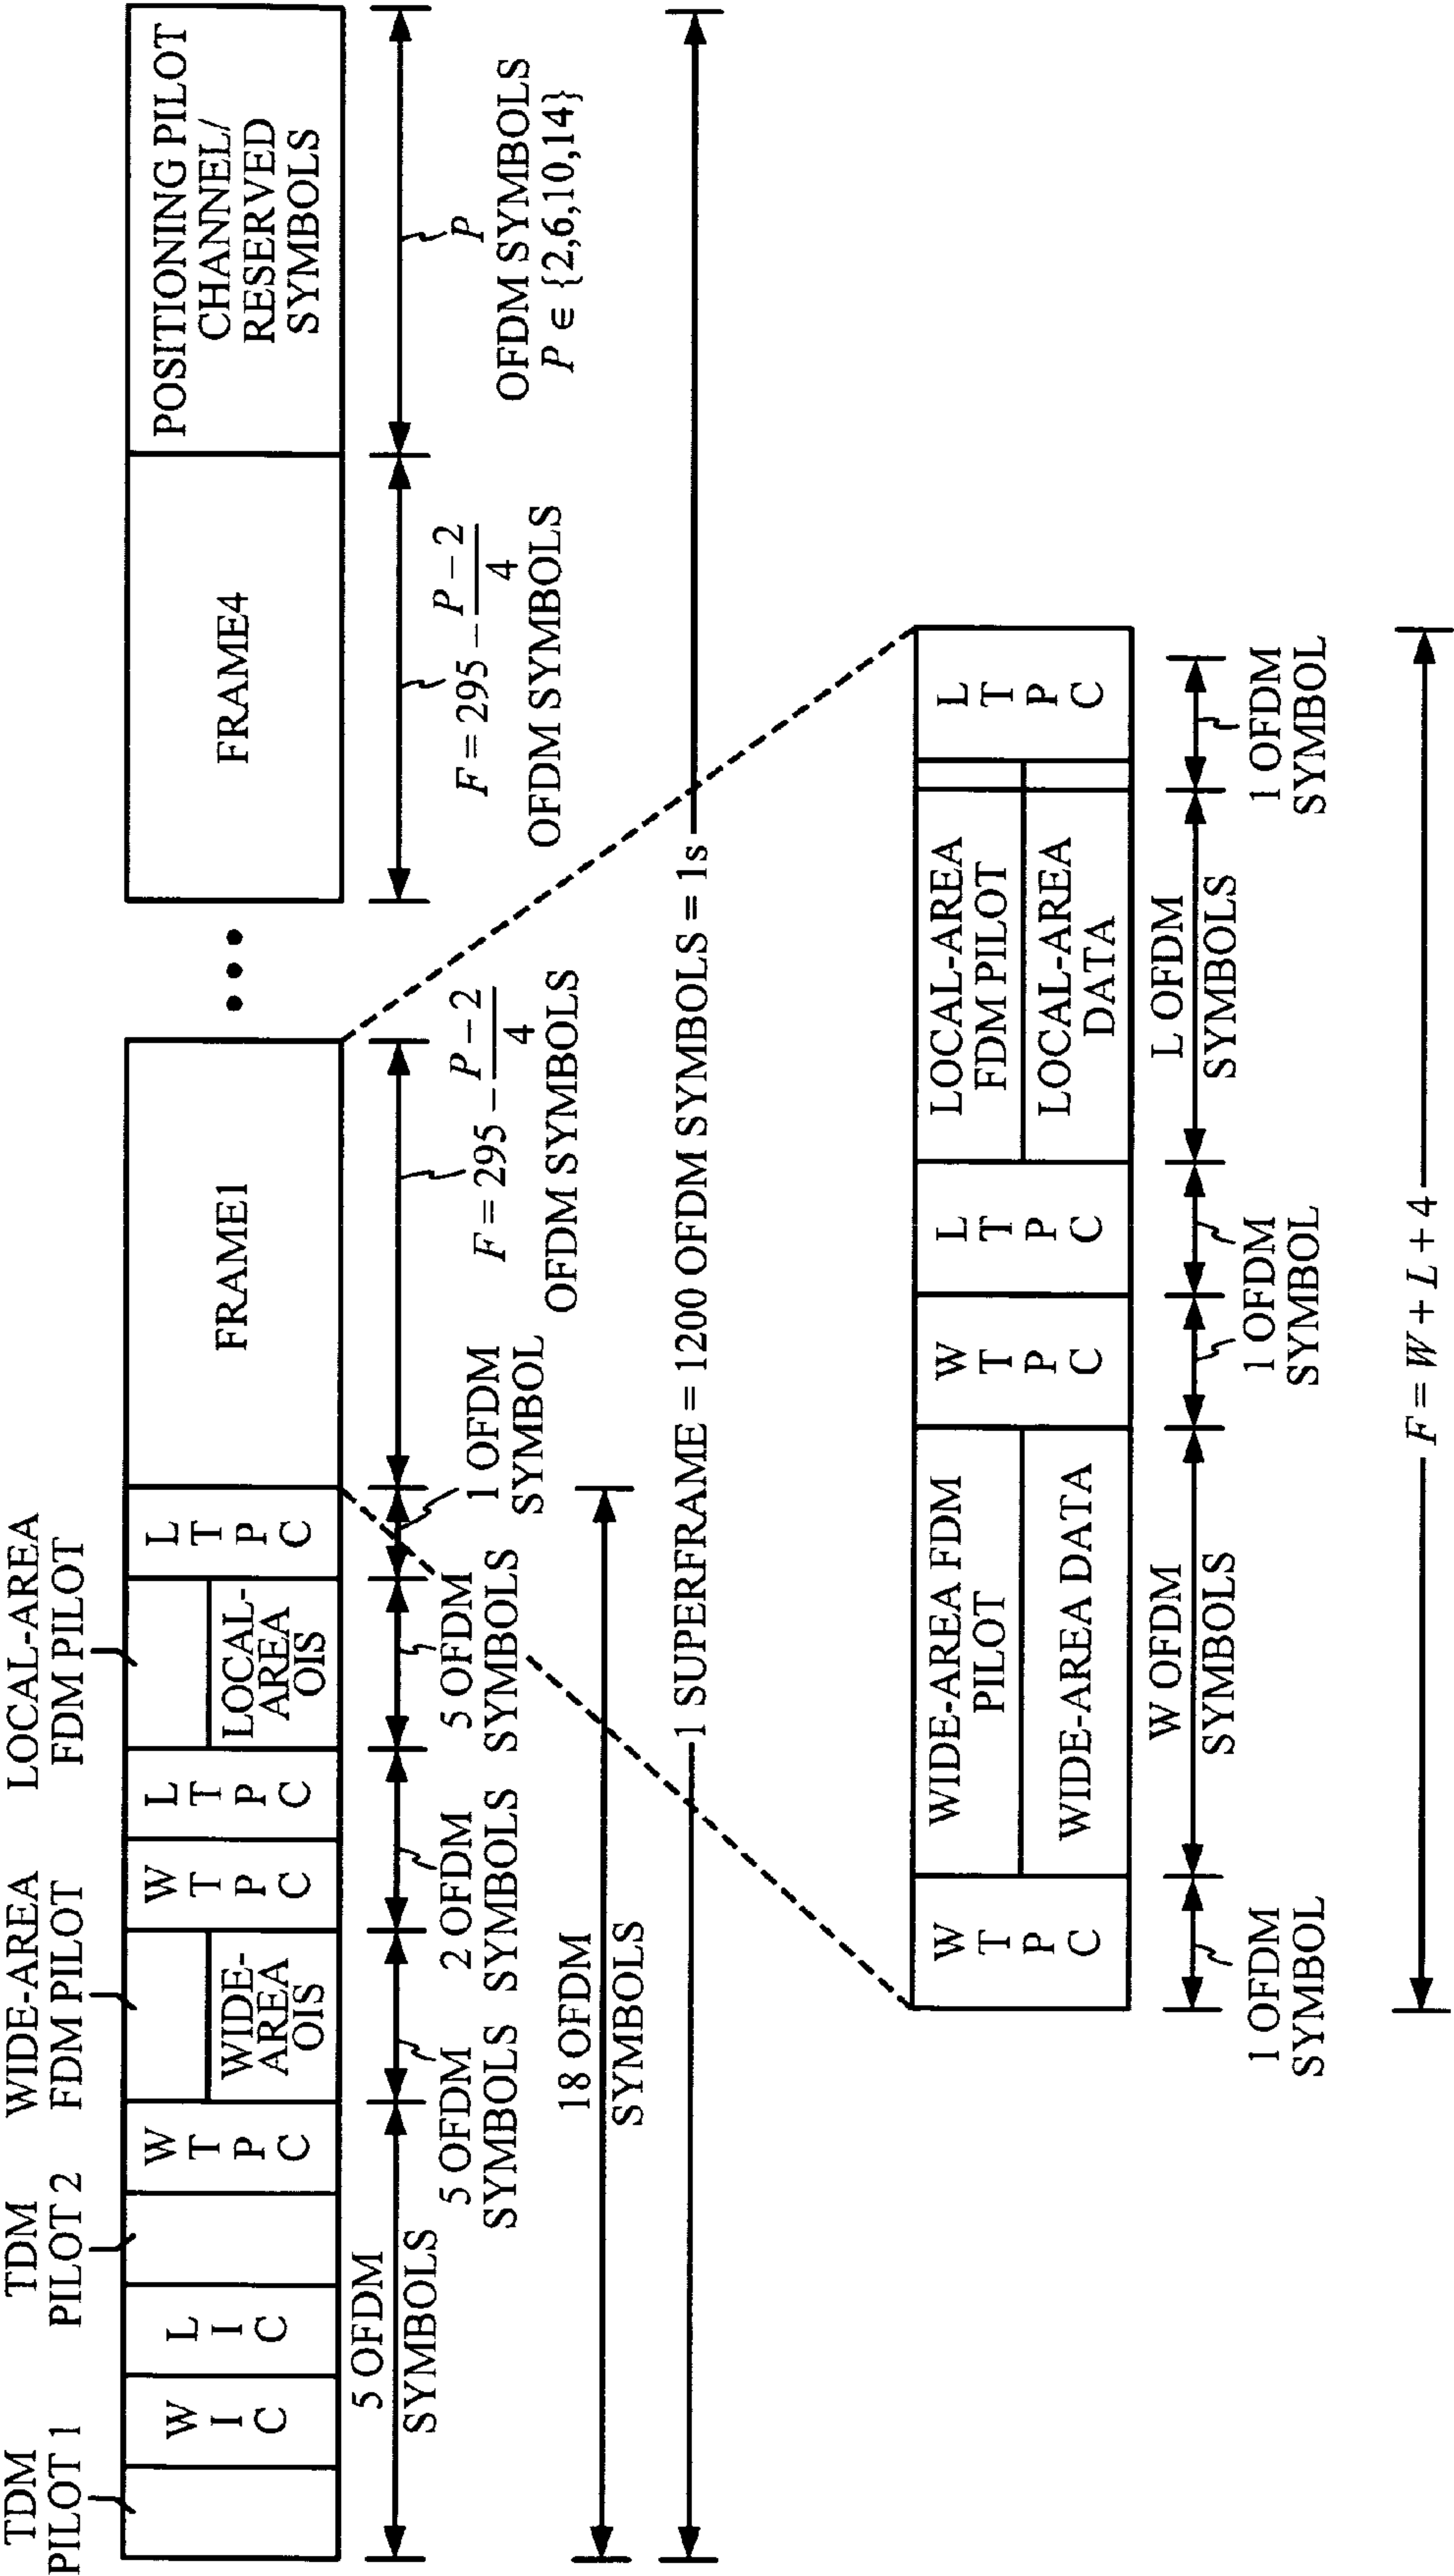 TDM
PILOT 1
TDM
PILOT 2
WIDE-AREA
FDM PILOT
LOCAL-AREA
FDM PILOT
W
I
C
L
I
C
W
T
P
C
WIDE-
AREA
OIS
W
T
P
C
L
T
P
C
LOCAL-
AREA
OIS
L
T
P
C
FRAME1
•••
FRAME4
POSITIONING PILOT
CHANNEL/
RESERVED
SYMBOLS
5 OFDM
SYMBOLS
5 OFDM
SYMBOLS
2 OFDM
SYMBOLS
5 OFDM
SYMBOLS
1 OFDM
SYMBOL
F = 295 – P – 2 / 4
OFDM SYMBOLS
F = 295 – P – 2 / 4
OFDM SYMBOLS
P
OFDM SYMBOLS
P ∈ {2,6,10,14}
18 OFDM
SYMBOLS
1 SUPERFRAME = 1200 OFDM SYMBOLS = 1s
W
T
P
C
WIDE-AREA FDM
PILOT
WIDE-AREA DATA
W
T
P
C
L
T
P
C
LOCAL-AREA
FDM PILOT
LOCAL-AREA
DATA
L
T
P
C
1 OFDM
SYMBOL
W OFDM
SYMBOLS
1 OFDM
SYMBOL
L OFDM
SYMBOLS
1 OFDM
SYMBOL
F = W + L + 4